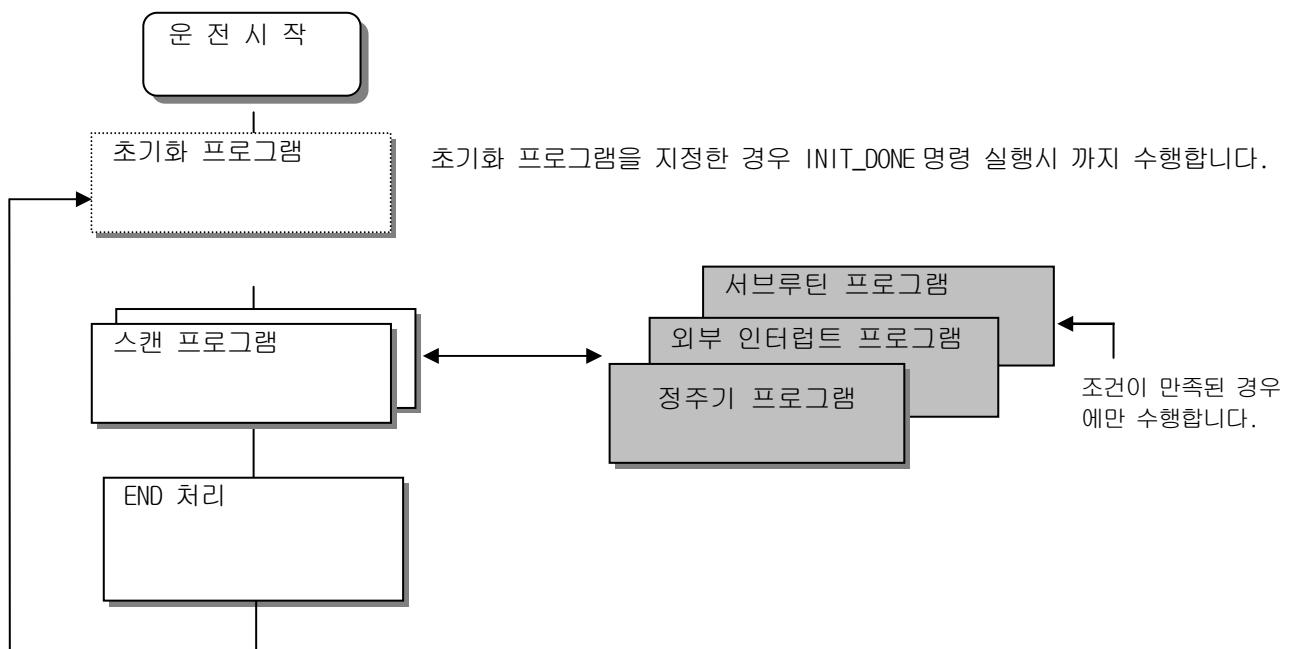 운 전 시 작
초기화 프로그램
초기화 프로그램을 지정한 경우 INIT_DONE 명령 실행시 까지 수행합니다.
서브루틴 프로그램
스캔 프로그램
외부 인터럽트 프로그램
정주기 프로그램
조건이 만족된 경우
에만 수행합니다.
END 처리